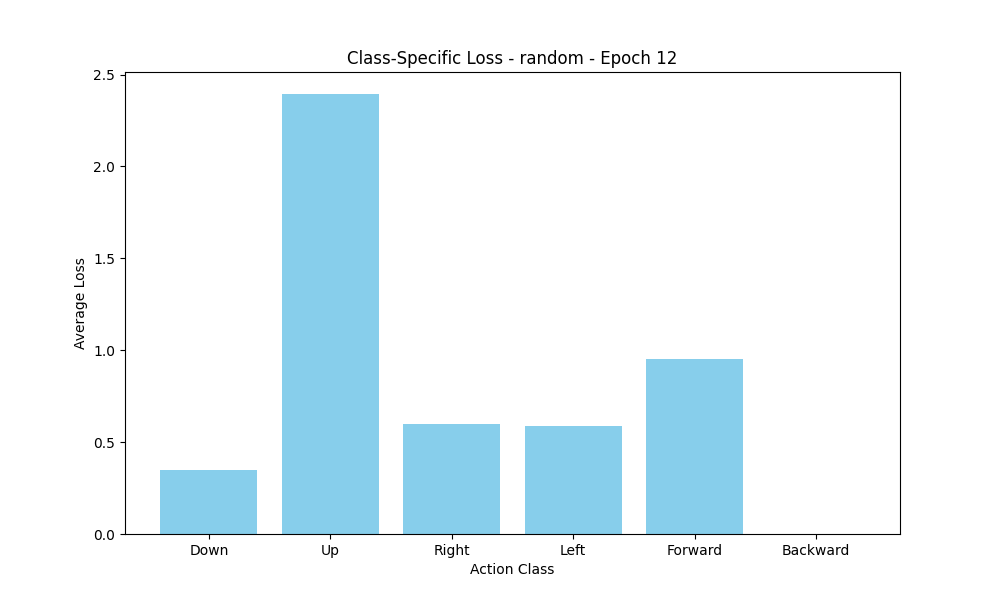 Class-Specific Loss - random - Epoch 12
2.5
2.0
1.5
1.0
0.5
0.0
Average Loss
Down Up Right Left Forward Backward
Action Class